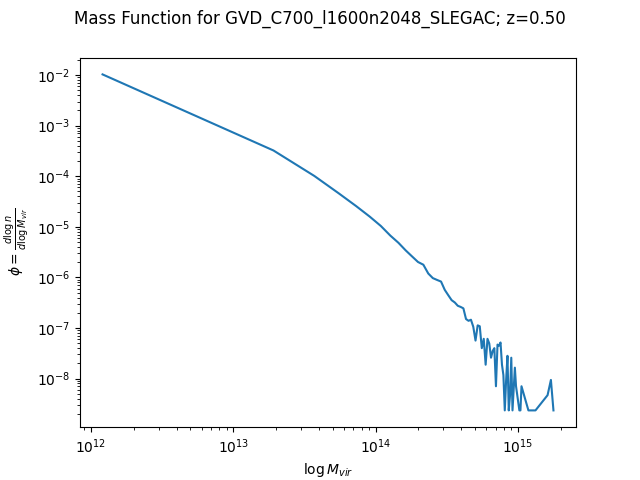 Mass Function for GVD_C700_l1600n2048_SLEGAC; z=0.50
10⁻²
10⁻³
10⁻⁴
10⁻⁵
10⁻⁶
10⁻⁷
10⁻⁸
ϕ = d log n / d log M_vir
10¹² 10¹³ 10¹⁴ 10¹⁵
log M_vir